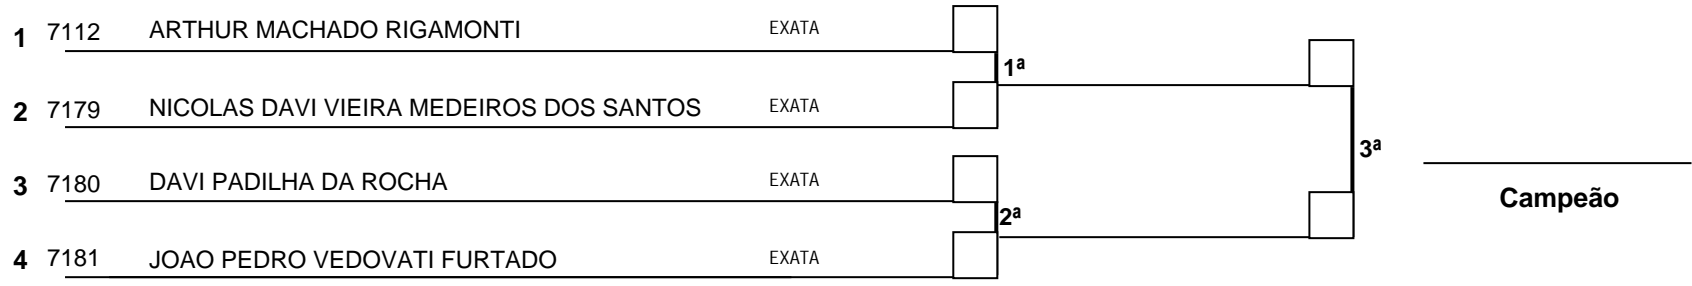 1 7112 ARTHUR MACHADO RIGAMONTI EXATA
1ª
2 7179 NICOLAS DAVI VIEIRA MEDEIROS DOS SANTOS EXATA
3ª
3 7180 DAVI PADILHA DA ROCHA EXATA
Campeão
2ª
4 7181 JOAO PEDRO VEDOVATI FURTADO EXATA